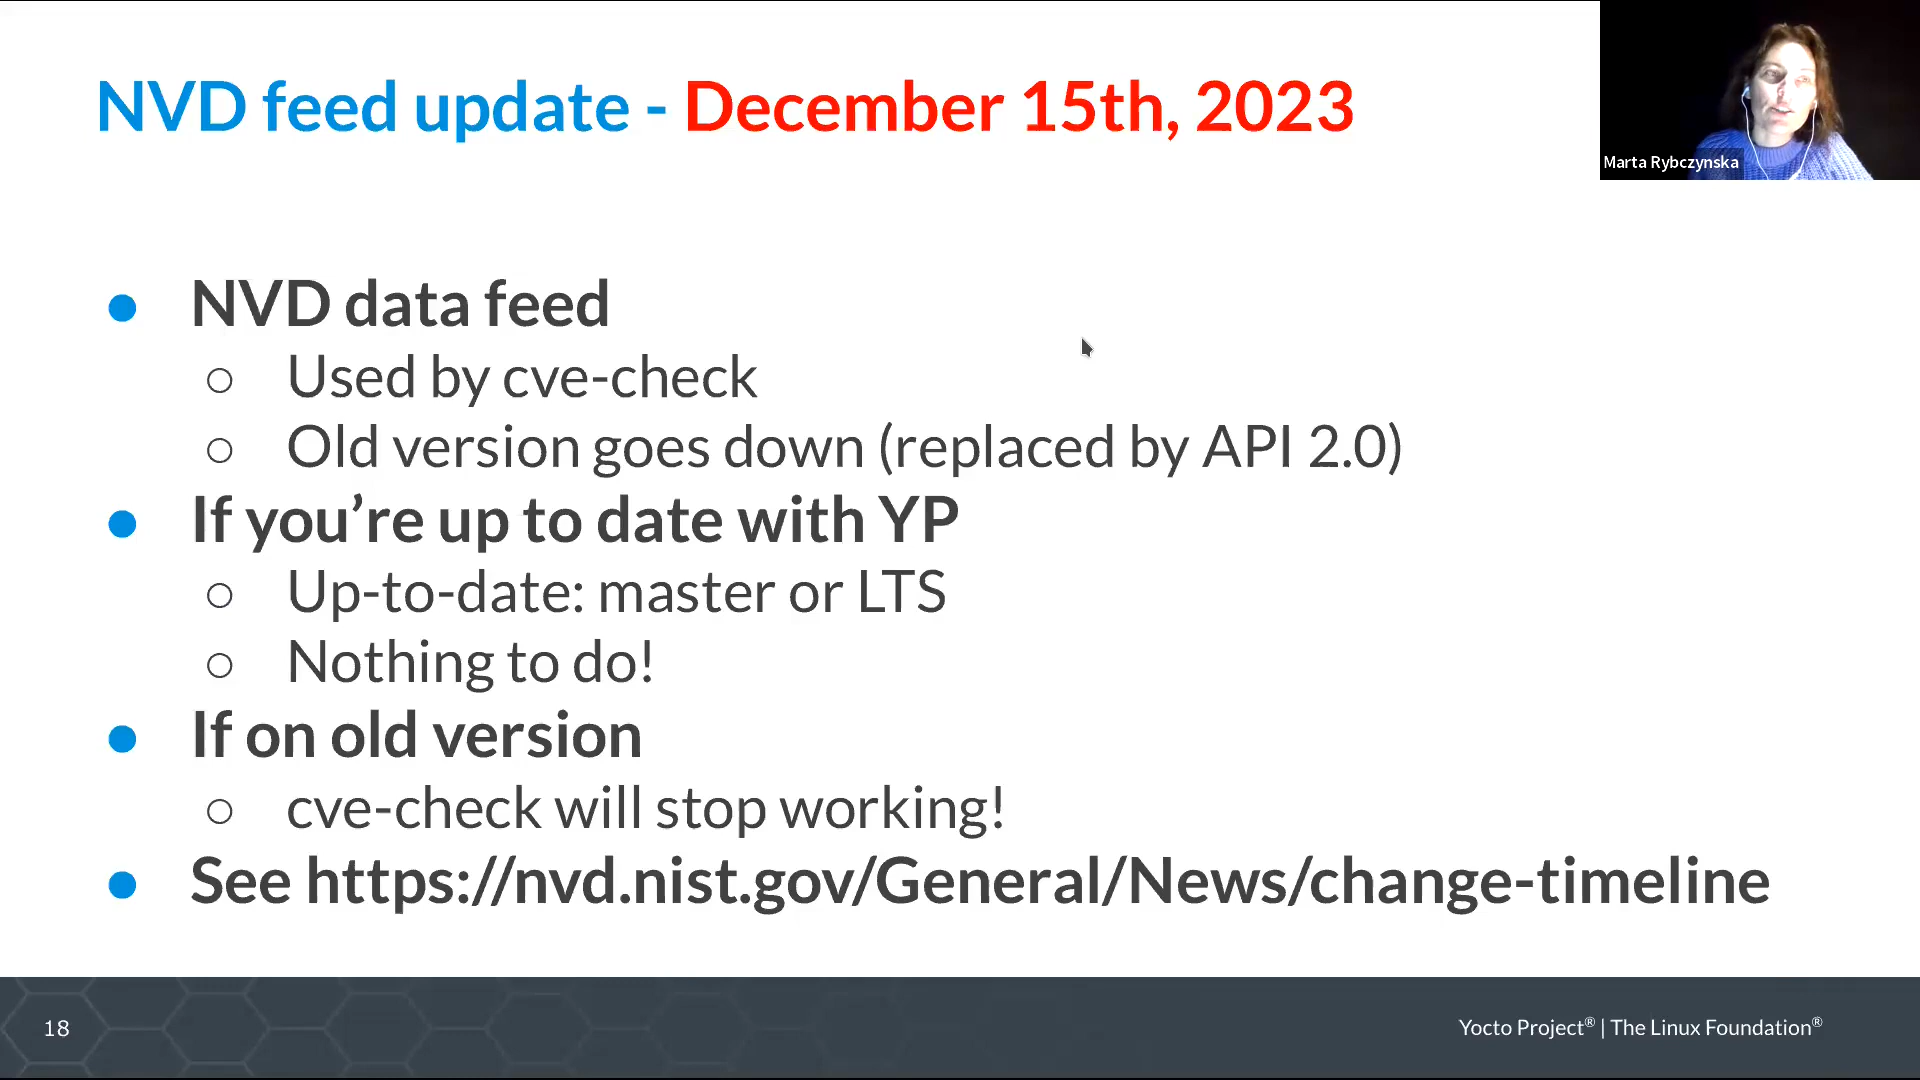 NVD feed update - December 15th, 2023
Marta Rybczynska
● NVD data feed
○ Used by cve-check
○ Old version goes down (replaced by API 2.0)
● If you’re up to date with YP
○ Up-to-date: master or LTS
○ Nothing to do!
● If on old version
○ cve-check will stop working!
● See https://nvd.nist.gov/General/News/change-timeline
18
Yocto Project® | The Linux Foundation®